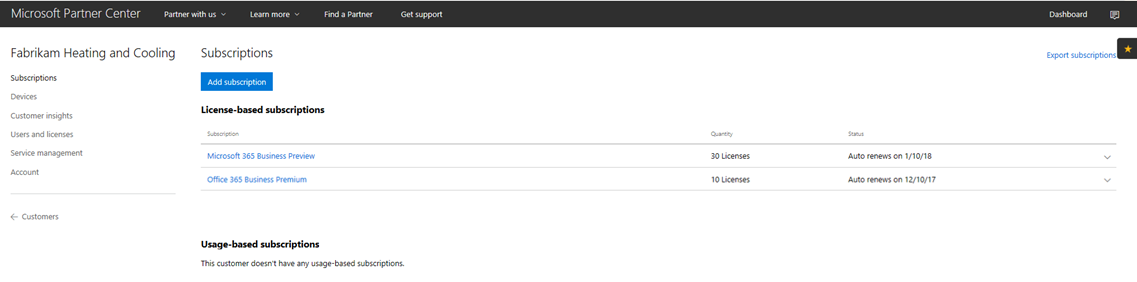 Microsoft Partner Center Partner with us Learn more Find a Partner Get support Dashboard
Fabrikam Heating and Cooling
Subscriptions
Devices
Customer insights
Users and licenses
Service management
Account
Customers
Subscriptions
Export subscriptions
Add subscription
License-based subscriptions
Subscription Quantity Status
Microsoft 365 Business Preview 30 Licenses Auto renews on 1/10/18
Office 365 Business Premium 10 Licenses Auto renews on 12/10/17
Usage-based subscriptions
This customer doesn't have any usage-based subscriptions.